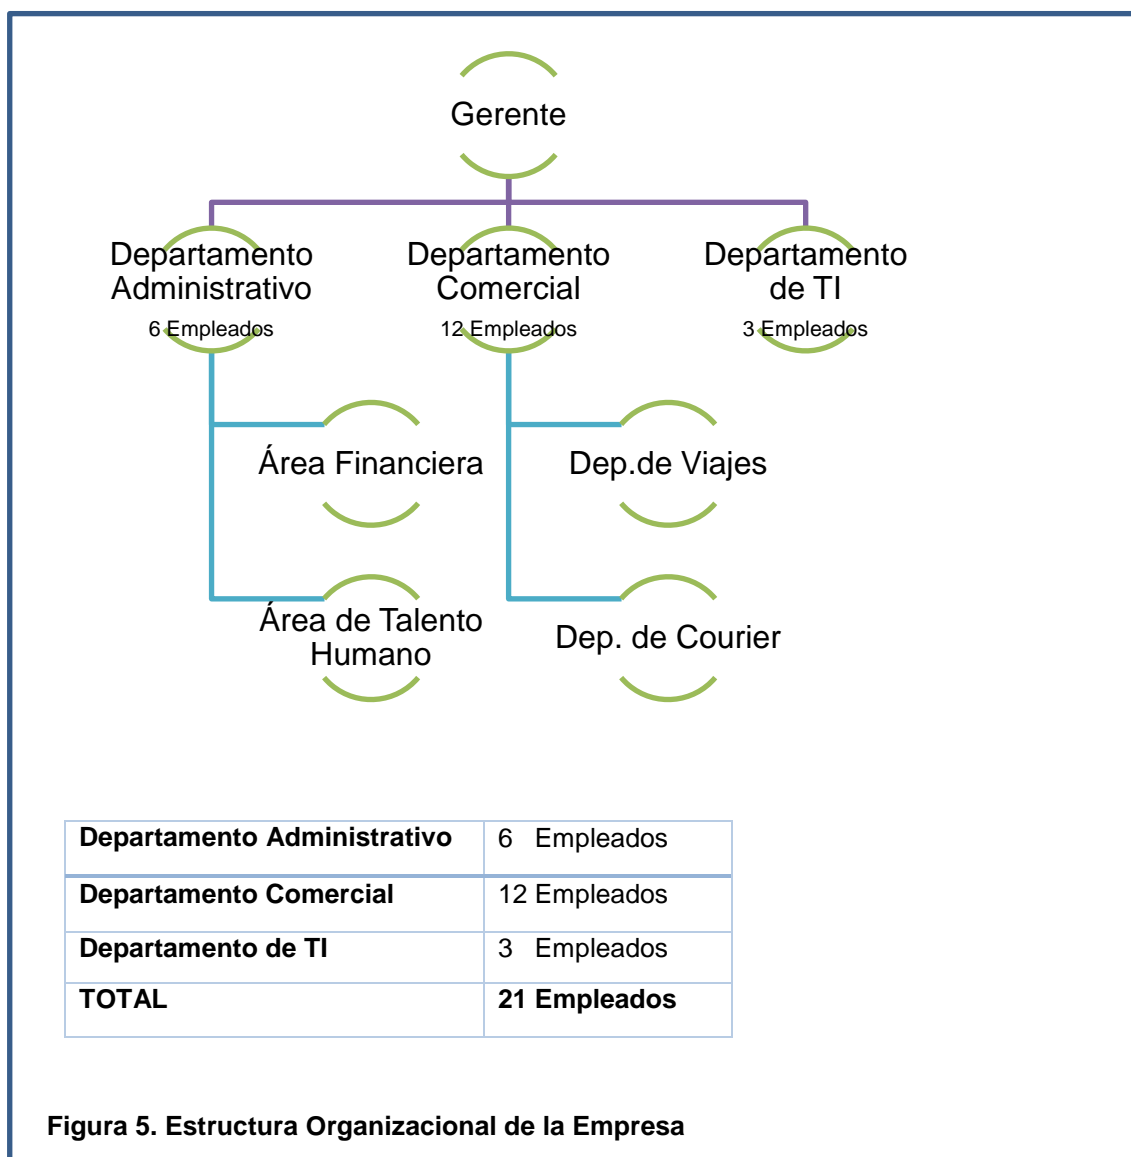 Gerente
Departamento
Administrativo
6 Empleados
Departamento
Comercial
12 Empleados
Departamento
de TI
3 Empleados
Área Financiera
Dep.de Viajes
Área de Talento
Humano
Dep. de Courier
Departamento Administrativo 6 Empleados
Departamento Comercial 12 Empleados
Departamento de TI 3 Empleados
TOTAL 21 Empleados
Figura 5. Estructura Organizacional de la Empresa